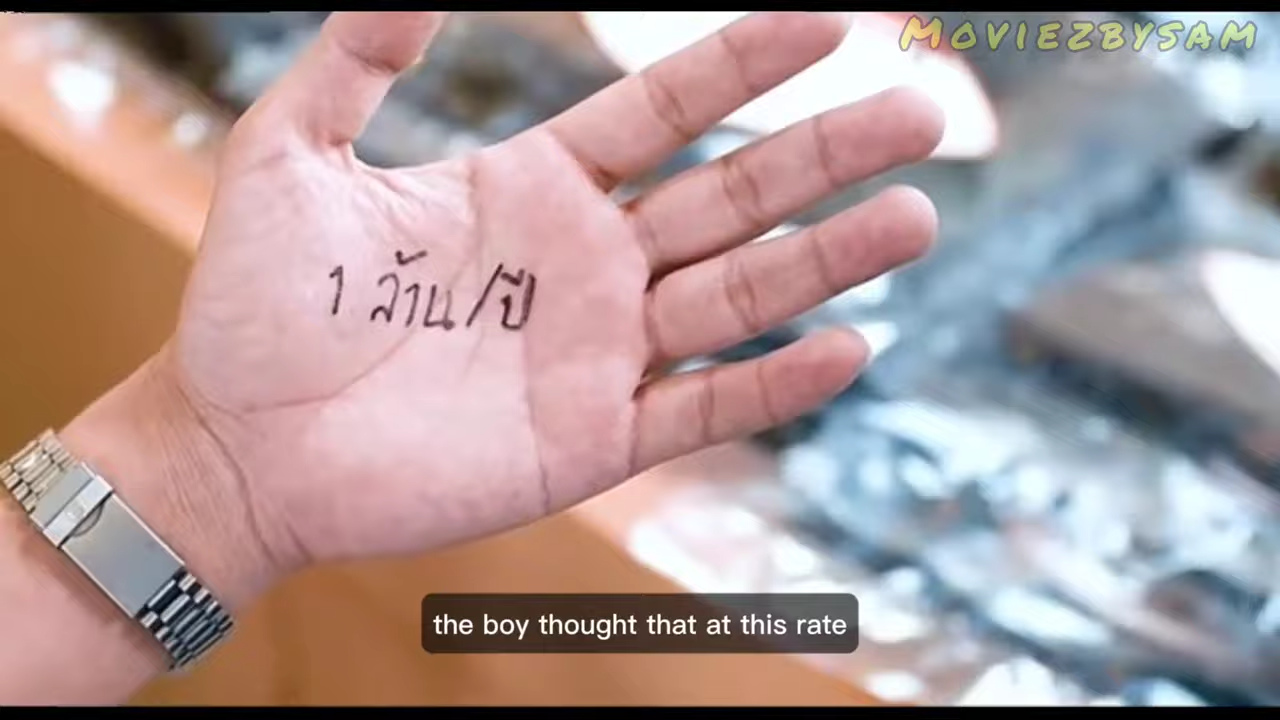 MOVIEZBYSAM
1 ล้าน/ปี
the boy thought that at this rate